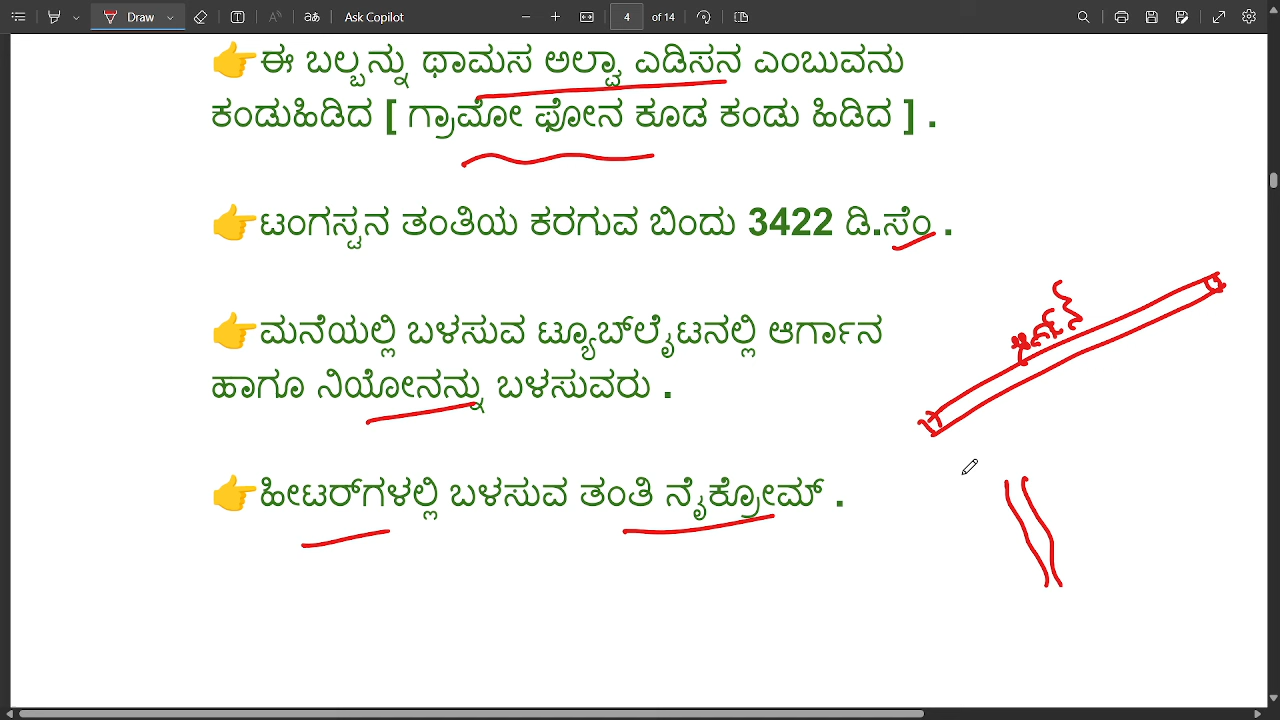 Draw
Ask Copilot
4 of 14
👉ಈ ಬಲ್ಬನ್ನು ಥಾಮಸ ಅಲ್ವಾ ಎಡಿಸನ ಎಂಬುವನು
ಕಂಡುಹಿಡಿದ [ ಗ್ರಾಮೋ ಫೋನ ಕೂಡ ಕಂಡು ಹಿಡಿದ ] .
👉ಟಂಗಸ್ಟನ ತಂತಿಯ ಕರಗುವ ಬಿಂದು 3422 ಡಿ.ಸೆಂ .
👉ಮನೆಯಲ್ಲಿ ಬಳಸುವ ಟ್ಯೂಬ್‌ಲೈಟನಲ್ಲಿ ಆರ್ಗಾನ
ಹಾಗೂ ನಿಯೋನನ್ನು ಬಳಸುವರು .
👉ಹೀಟರ್‌ಗಳಲ್ಲಿ ಬಳಸುವ ತಂತಿ ನೈಕ್ರೋಮ್ .